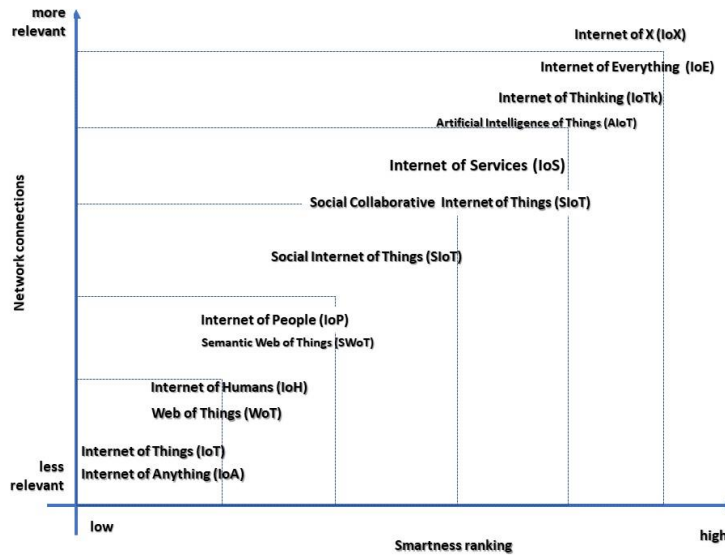 more
relevant
Internet of X (IoX)
Internet of Everything (IoE)
Internet of Thinking (IoTk)
Artificial Intelligence of Things (AIoT)
Internet of Services (IoS)
Social Collaborative Internet of Things (SIoT)
Network connections
Social Internet of Things (SIoT)
Internet of People (IoP)
Semantic Web of Things (SWoT)
Internet of Humans (IoH)
Web of Things (WoT)
Internet of Things (IoT)
less
relevant
Internet of Anything (IoA)
low
Smartness ranking
high